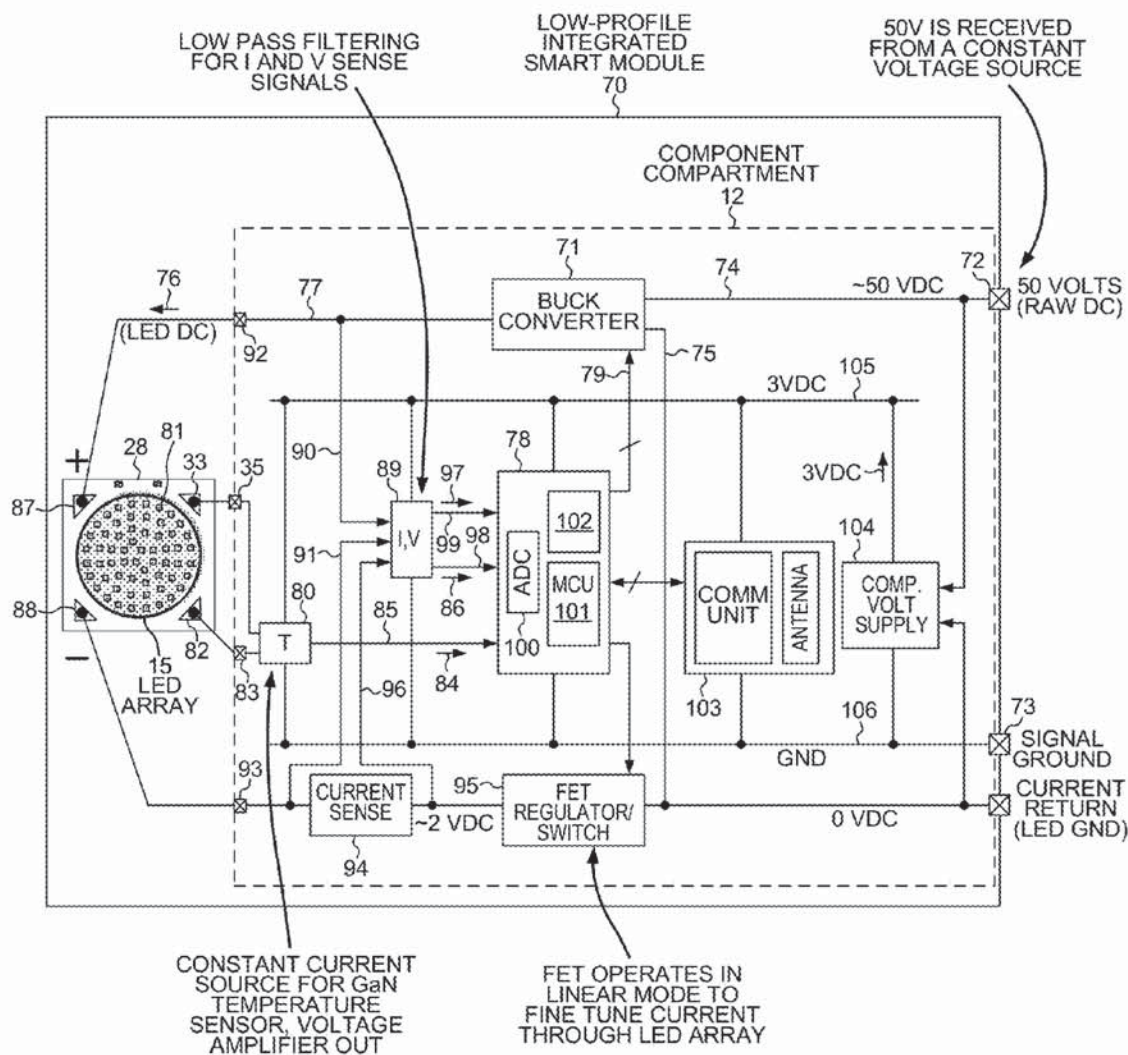 LOW PASS FILTERING
FOR I AND V SENSE
SIGNALS
LOW-PROFILE
INTEGRATED
SMART MODULE
70
50V IS RECEIVED
FROM A CONSTANT
VOLTAGE SOURCE
COMPONENT
COMPARTMENT
12
71
BUCK
CONVERTER
74
~50 VDC
72
50 VOLTS
(RAW DC)
76
(LED DC)
77
92
75
79
105
3VDC
81
28
33
35
+
90
78
97
89
3VDC
87
I,V
99
98
102
104
91
ADC
MCU
101
COMM
UNIT
ANTENNA
COMP.
VOLT
SUPPLY
88
80
85
86
100
82
T
84
–
15
LED
ARRAY
83
96
103
106
73
GND
SIGNAL
GROUND
93
CURRENT
SENSE
~2 VDC
95
FET
REGULATOR/
SWITCH
0 VDC
CURRENT
RETURN
(LED GND)
94
CONSTANT CURRENT
SOURCE FOR GaN
TEMPERATURE
SENSOR, VOLTAGE
AMPLIFIER OUT
FET OPERATES IN
LINEAR MODE TO
FINE TUNE CURRENT
THROUGH LED ARRAY